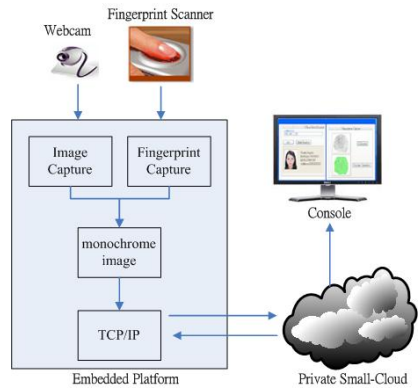 Fingerprint Scanner
Webcam
Image
Capture
Fingerprint
Capture
monochrome
image
TCP/IP
Embedded Platform
Console
Private Small-Cloud